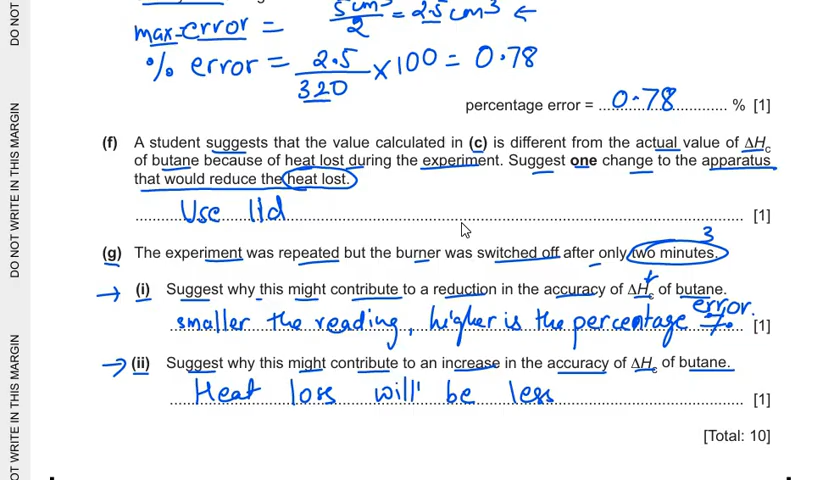 DO NOT
max-error = 5 cm³/2 = 2.5 cm³ ←
% error = 2.5/320 × 100 = 0.78
percentage error = 0.78 % [1]
(f) A student suggests that the value calculated in (c) is different from the actual value of ΔHc
of butane because of heat lost during the experiment. Suggest one change to the apparatus
that would reduce the heat lost.
Use lid [1]
DO NOT WRITE IN THIS MARGIN
3
(g) The experiment was repeated but the burner was switched off after only two minutes.
→ (i) Suggest why this might contribute to a reduction in the accuracy of ΔHc of butane.
error.
smaller the reading, higher is the percentage [1]
→ (ii) Suggest why this might contribute to an increase in the accuracy of ΔHc of butane.
Heat loss will be less [1]
OT WRITE IN THIS MARGIN
[Total: 10]